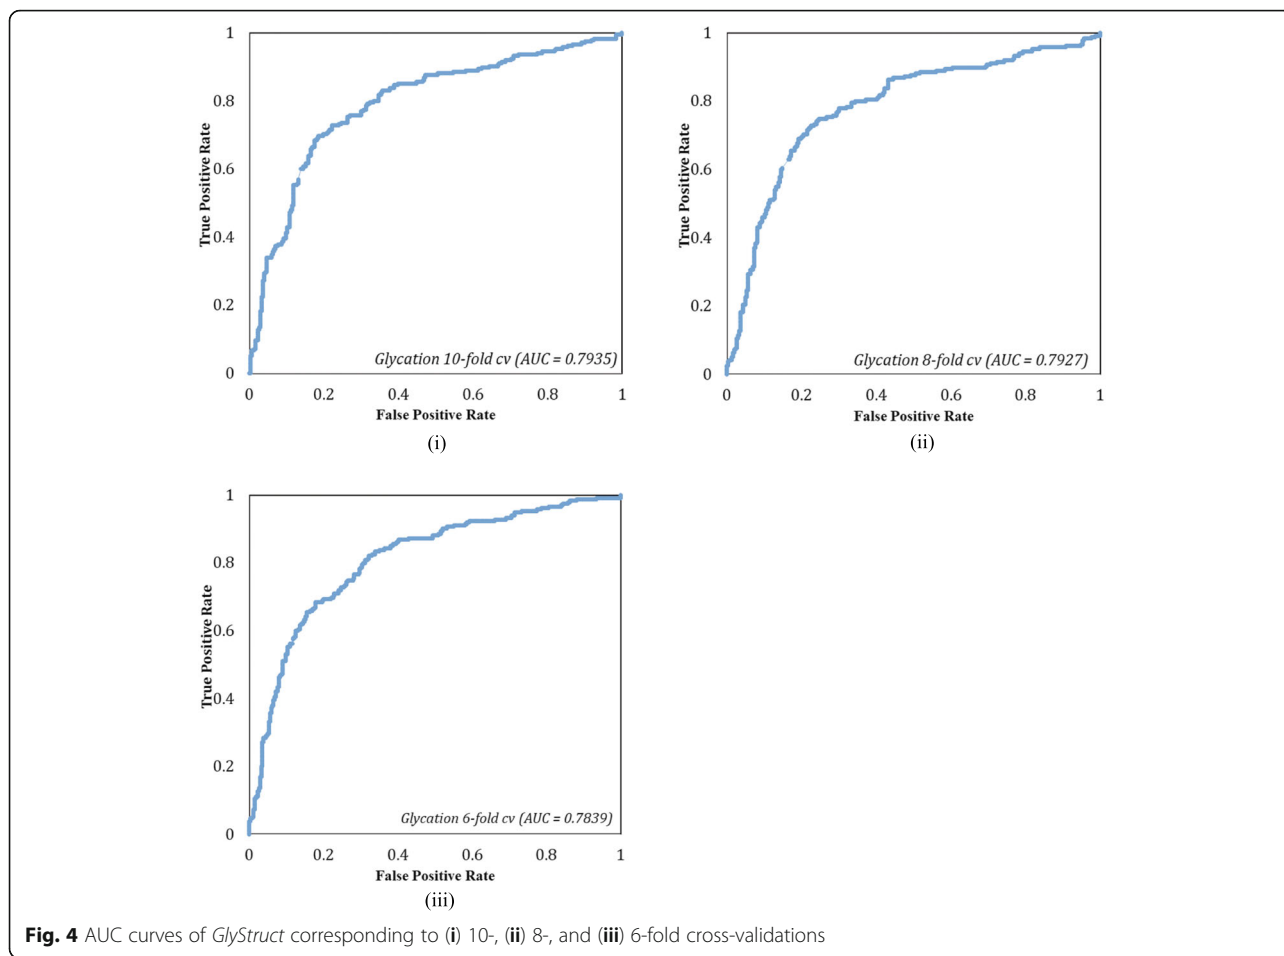 1
0.8
0.6
0.4
0.2
0
True Positive Rate
Glycation 10-fold cv (AUC = 0.7935)
0 0.2 0.4 0.6 0.8 1
False Positive Rate
(i)
1
0.8
0.6
0.4
0.2
0
True Positive Rate
Glycation 8-fold cv (AUC = 0.7927)
0 0.2 0.4 0.6 0.8 1
False Positive Rate
(ii)
1
0.8
0.6
0.4
0.2
0
True Positive Rate
Glycation 6-fold cv (AUC = 0.7839)
0 0.2 0.4 0.6 0.8 1
False Positive Rate
(iii)
Fig. 4 AUC curves of GlyStruct corresponding to (i) 10-, (ii) 8-, and (iii) 6-fold cross-validations